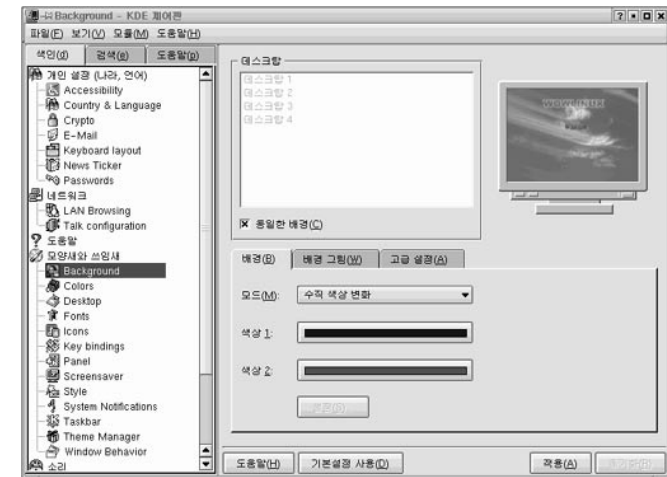 Background - KDE 제어판
파일(F) 보기(V) 모듈(M) 도움말(H)
색인(d) 검색(e) 도움말(p)
개인 설정 (나라, 언어)
Accessibility
Country & Language
Crypto
E-Mail
Keyboard layout
News Ticker
Passwords
네트워크
LAN Browsing
Talk configuration
도움말
모양새와 쓰임새
Background
Colors
Desktop
Fonts
Icons
Key bindings
Panel
Screensaver
Style
System Notifications
Taskbar
Theme Manager
Window Behavior
소리
데스크탑
데스크탑 1
데스크탑 2
데스크탑 3
데스크탑 4
동일한 배경(C)
배경(B) 배경 그림(W) 고급 설정(A)
모드(M): 수직 색상 변화
색상 1:
색상 2:
도움말(H) 기본설정 사용(D) 적용(A)